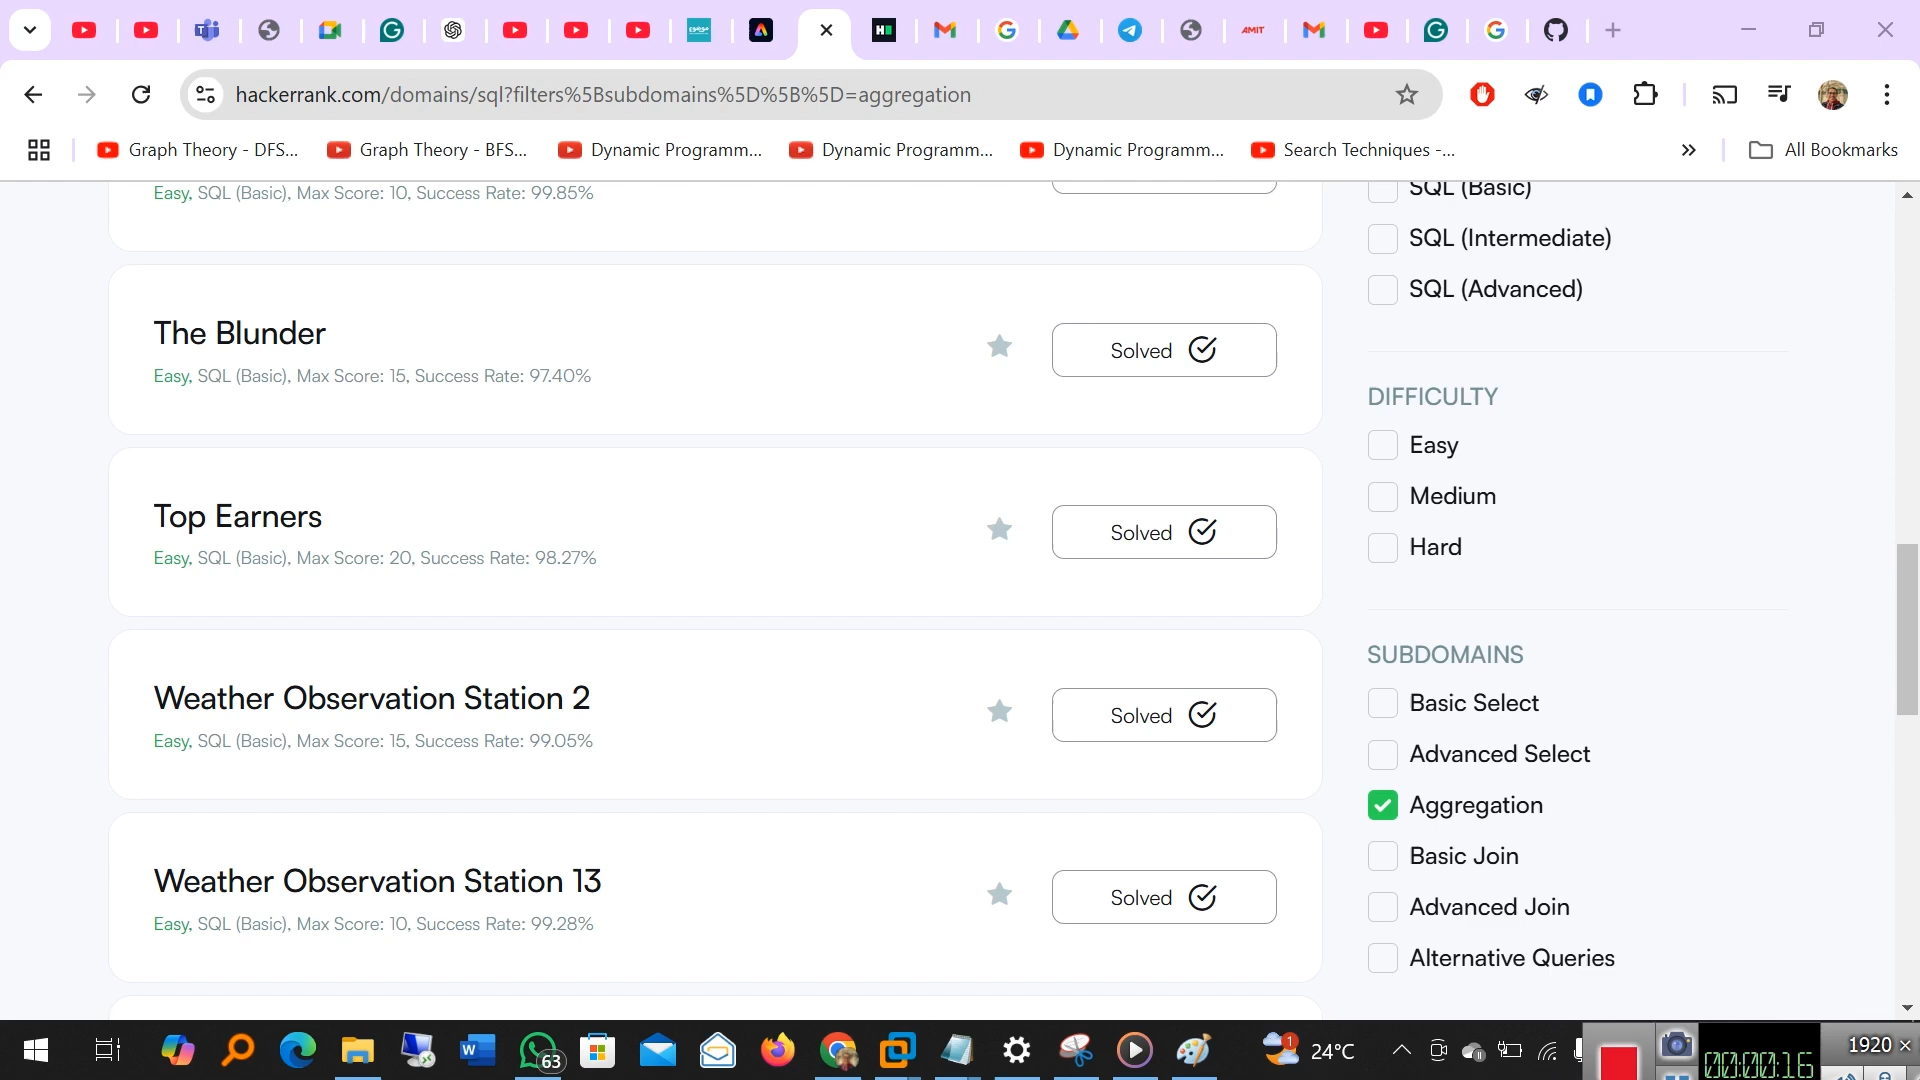 hackerrank.com/domains/sql?filters%5Bsubdomains%5D%5B%5D=aggregation
Graph Theory - DFS...
Graph Theory - BFS...
Dynamic Programm...
Dynamic Programm...
Dynamic Programm...
Search Techniques -...
All Bookmarks
Easy, SQL (Basic), Max Score: 10, Success Rate: 99.85%
The Blunder
Easy, SQL (Basic), Max Score: 15, Success Rate: 97.40%
Solved
Top Earners
Easy, SQL (Basic), Max Score: 20, Success Rate: 98.27%
Solved
Weather Observation Station 2
Easy, SQL (Basic), Max Score: 15, Success Rate: 99.05%
Solved
Weather Observation Station 13
Easy, SQL (Basic), Max Score: 10, Success Rate: 99.28%
Solved
SQL (Basic)
SQL (Intermediate)
SQL (Advanced)
DIFFICULTY
Easy
Medium
Hard
SUBDOMAINS
Basic Select
Advanced Select
Aggregation
Basic Join
Advanced Join
Alternative Queries
63
1
24°C
000:00:16
1920 ×